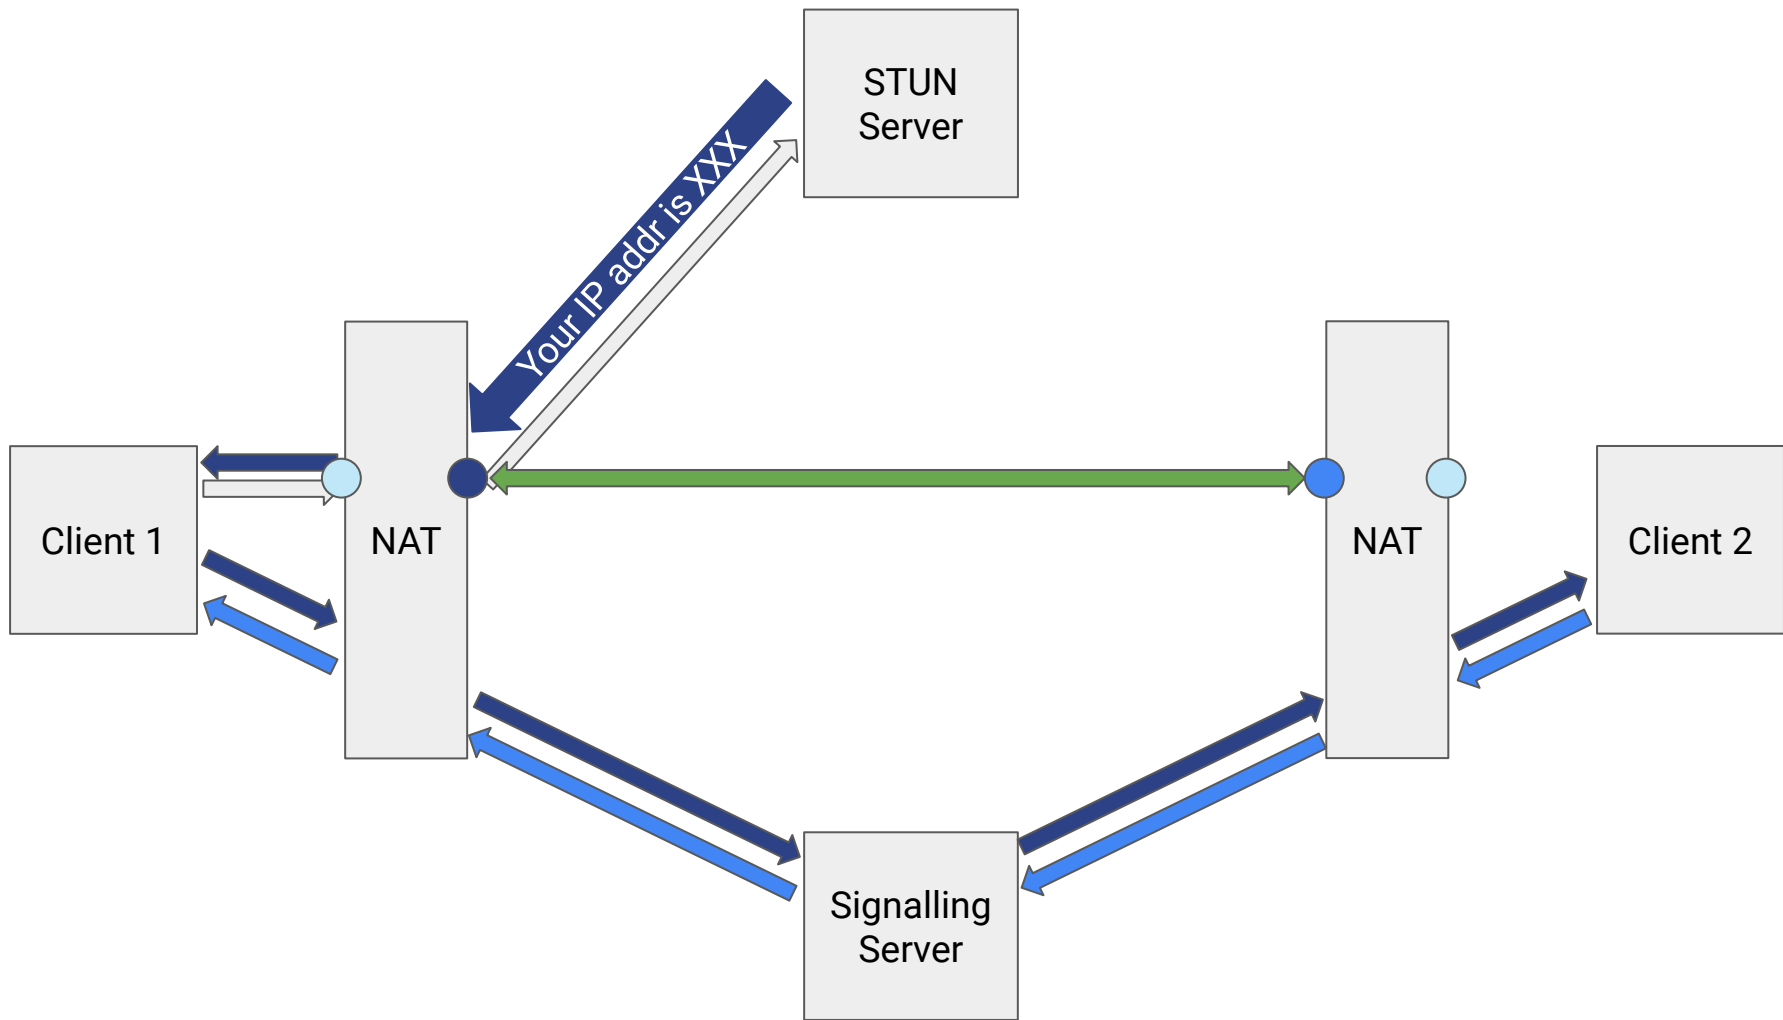 STUN
Server
Your IP addr is XXX
Client 1
NAT
NAT
Client 2
Signalling
Server